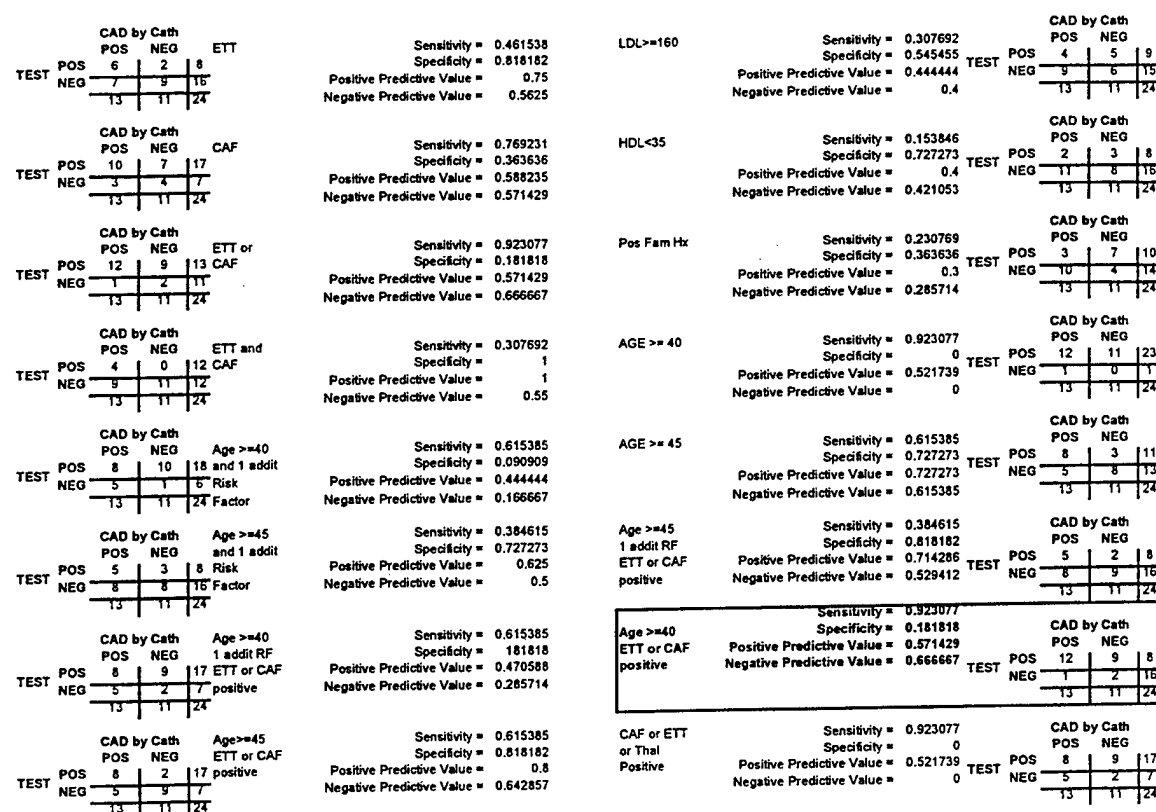 CAD by Cath
POS NEG ETT
TEST POS 6 2 8
NEG 7 9 16
13 11 24
Sensitivity = 0.461538
Specificity = 0.818182
Positive Predictive Value = 0.75
Negative Predictive Value = 0.5625
CAD by Cath
POS NEG CAF
TEST POS 10 7 17
NEG 3 4 7
13 11 24
Sensitivity = 0.769231
Specificity = 0.363636
Positive Predictive Value = 0.588235
Negative Predictive Value = 0.571429
CAD by Cath
POS NEG ETT or
TEST POS 12 9 13 CAF
NEG 1 2 11
13 11 24
Sensitivity = 0.923077
Specificity = 0.181818
Positive Predictive Value = 0.571429
Negative Predictive Value = 0.666667
CAD by Cath
POS NEG ETT and
TEST POS 4 0 12 CAF
NEG 9 11 12
13 11 24
Sensitivity = 0.307692
Specificity = 1
Positive Predictive Value = 1
Negative Predictive Value = 0.55
CAD by Cath
POS NEG Age >=40
TEST POS 8 10 18 and 1 addit
NEG 5 1 6 Risk
13 11 24 Factor
Sensitivity = 0.615385
Specificity = 0.090909
Positive Predictive Value = 0.444444
Negative Predictive Value = 0.166667
CAD by Cath Age >=45
POS NEG and 1 addit
TEST POS 5 3 8 Risk
NEG 8 8 16 Factor
13 11 24
Sensitivity = 0.384615
Specificity = 0.727273
Positive Predictive Value = 0.625
Negative Predictive Value = 0.5
CAD by Cath Age >=40
POS NEG 1 addit RF
TEST POS 8 9 17 ETT or CAF
NEG 5 2 7 positive
13 11 24
Sensitivity = 0.615385
Specificity = 181818
Positive Predictive Value = 0.470588
Negative Predictive Value = 0.285714
CAD by Cath Age>=45
POS NEG ETT or CAF
TEST POS 8 2 17 positive
NEG 5 9 7
13 11 24
Sensitivity = 0.615385
Specificity = 0.818182
Positive Predictive Value = 0.8
Negative Predictive Value = 0.642857
LDL>=160
Sensitivity = 0.307692
Specificity = 0.545455
Positive Predictive Value = 0.444444
Negative Predictive Value = 0.4
CAD by Cath
POS NEG
TEST POS 4 5 9
NEG 9 6 15
13 11 24
HDL<35
Sensitivity = 0.153846
Specificity = 0.727273
Positive Predictive Value = 0.4
Negative Predictive Value = 0.421053
CAD by Cath
POS NEG
TEST POS 2 3 8
NEG 11 8 16
13 11 24
Pos Fam Hx
Sensitivity = 0.230769
Specificity = 0.363636
Positive Predictive Value = 0.3
Negative Predictive Value = 0.285714
CAD by Cath
POS NEG
TEST POS 3 7 10
NEG 10 4 14
13 11 24
AGE >= 40
Sensitivity = 0.923077
Specificity = 0
Positive Predictive Value = 0.521739
Negative Predictive Value = 0
CAD by Cath
POS NEG
TEST POS 12 11 23
NEG 1 0 1
13 11 24
AGE >= 45
Sensitivity = 0.615385
Specificity = 0.727273
Positive Predictive Value = 0.727273
Negative Predictive Value = 0.615385
CAD by Cath
POS NEG
TEST POS 8 3 11
NEG 5 8 13
13 11 24
Age >=45
1 addit RF
ETT or CAF
positive
Sensitivity = 0.384615
Specificity = 0.818182
Positive Predictive Value = 0.714286
Negative Predictive Value = 0.529412
CAD by Cath
POS NEG
TEST POS 5 2 8
NEG 8 9 16
13 11 24
Age >=40
ETT or CAF
positive
Sensitivity = 0.923077
Specificity = 0.181818
Positive Predictive Value = 0.571429
Negative Predictive Value = 0.666667
CAD by Cath
POS NEG
TEST POS 12 9 8
NEG 1 2 16
13 11 24
CAF or ETT
or Thal
Positive
Sensitivity = 0.923077
Specificity = 0
Positive Predictive Value = 0.521739
Negative Predictive Value = 0
CAD by Cath
POS NEG
TEST POS 8 9 17
NEG 5 2 7
13 11 24